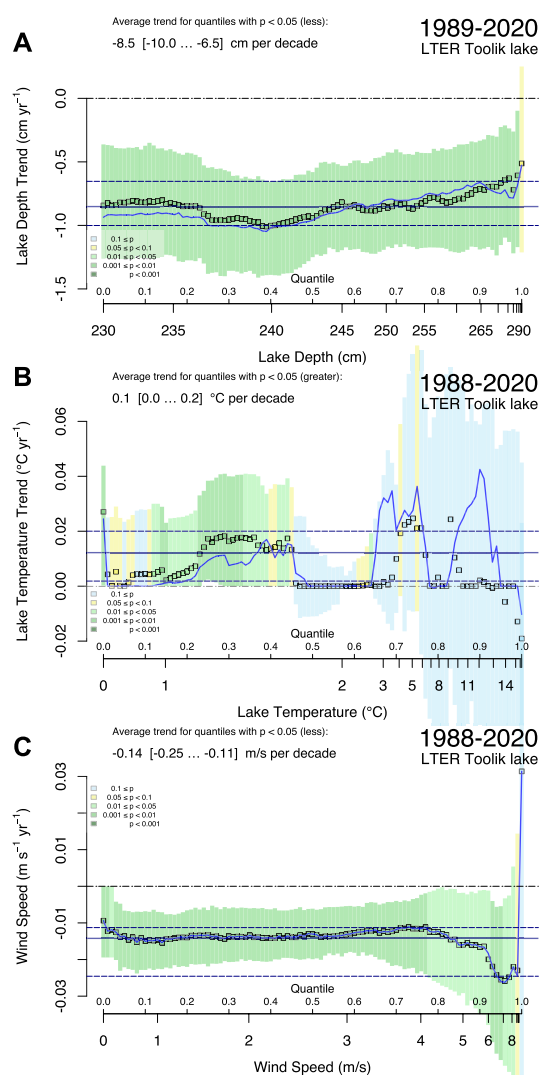 A
Average trend for quantiles with p < 0.05 (less):
-8.5 [-10.0 … -6.5] cm per decade
1989-2020
LTER Toolik lake
Lake Depth Trend (cm yr⁻¹)
0.0
-0.5
-1.0
-1.5
0.1 ≤ p
0.05 ≤ p < 0.1
0.01 ≤ p < 0.05
0.001 ≤ p < 0.01
p < 0.001
Quantile
0.0 0.1 0.2 0.3 0.4 0.5 0.6 0.7 0.8 0.9 1.0
230 235 240 245 250 255 265 290
Lake Depth (cm)
B
Average trend for quantiles with p < 0.05 (greater):
0.1 [0.0 … 0.2] °C per decade
1988-2020
LTER Toolik lake
Lake Temperature Trend (°C yr⁻¹)
0.06
0.04
0.02
0.00
-0.02
0.1 ≤ p
0.05 ≤ p < 0.1
0.01 ≤ p < 0.05
0.001 ≤ p < 0.01
p < 0.001
Quantile
0.0 0.1 0.2 0.3 0.4 0.5 0.6 0.7 0.8 0.9 1.0
0 1 2 3 5 8 11 14
Lake Temperature (°C)
C
Average trend for quantiles with p < 0.05 (less):
-0.14 [-0.25 … -0.11] m/s per decade
1988-2020
LTER Toolik lake
Wind Speed (m s⁻¹ yr⁻¹)
0.03
0.01
-0.01
-0.03
0.1 ≤ p
0.05 ≤ p < 0.1
0.01 ≤ p < 0.05
0.001 ≤ p < 0.01
p < 0.001
Quantile
0.0 0.1 0.2 0.3 0.4 0.5 0.6 0.7 0.8 0.9 1.0
0 1 2 3 4 5 6 8
Wind Speed (m/s)